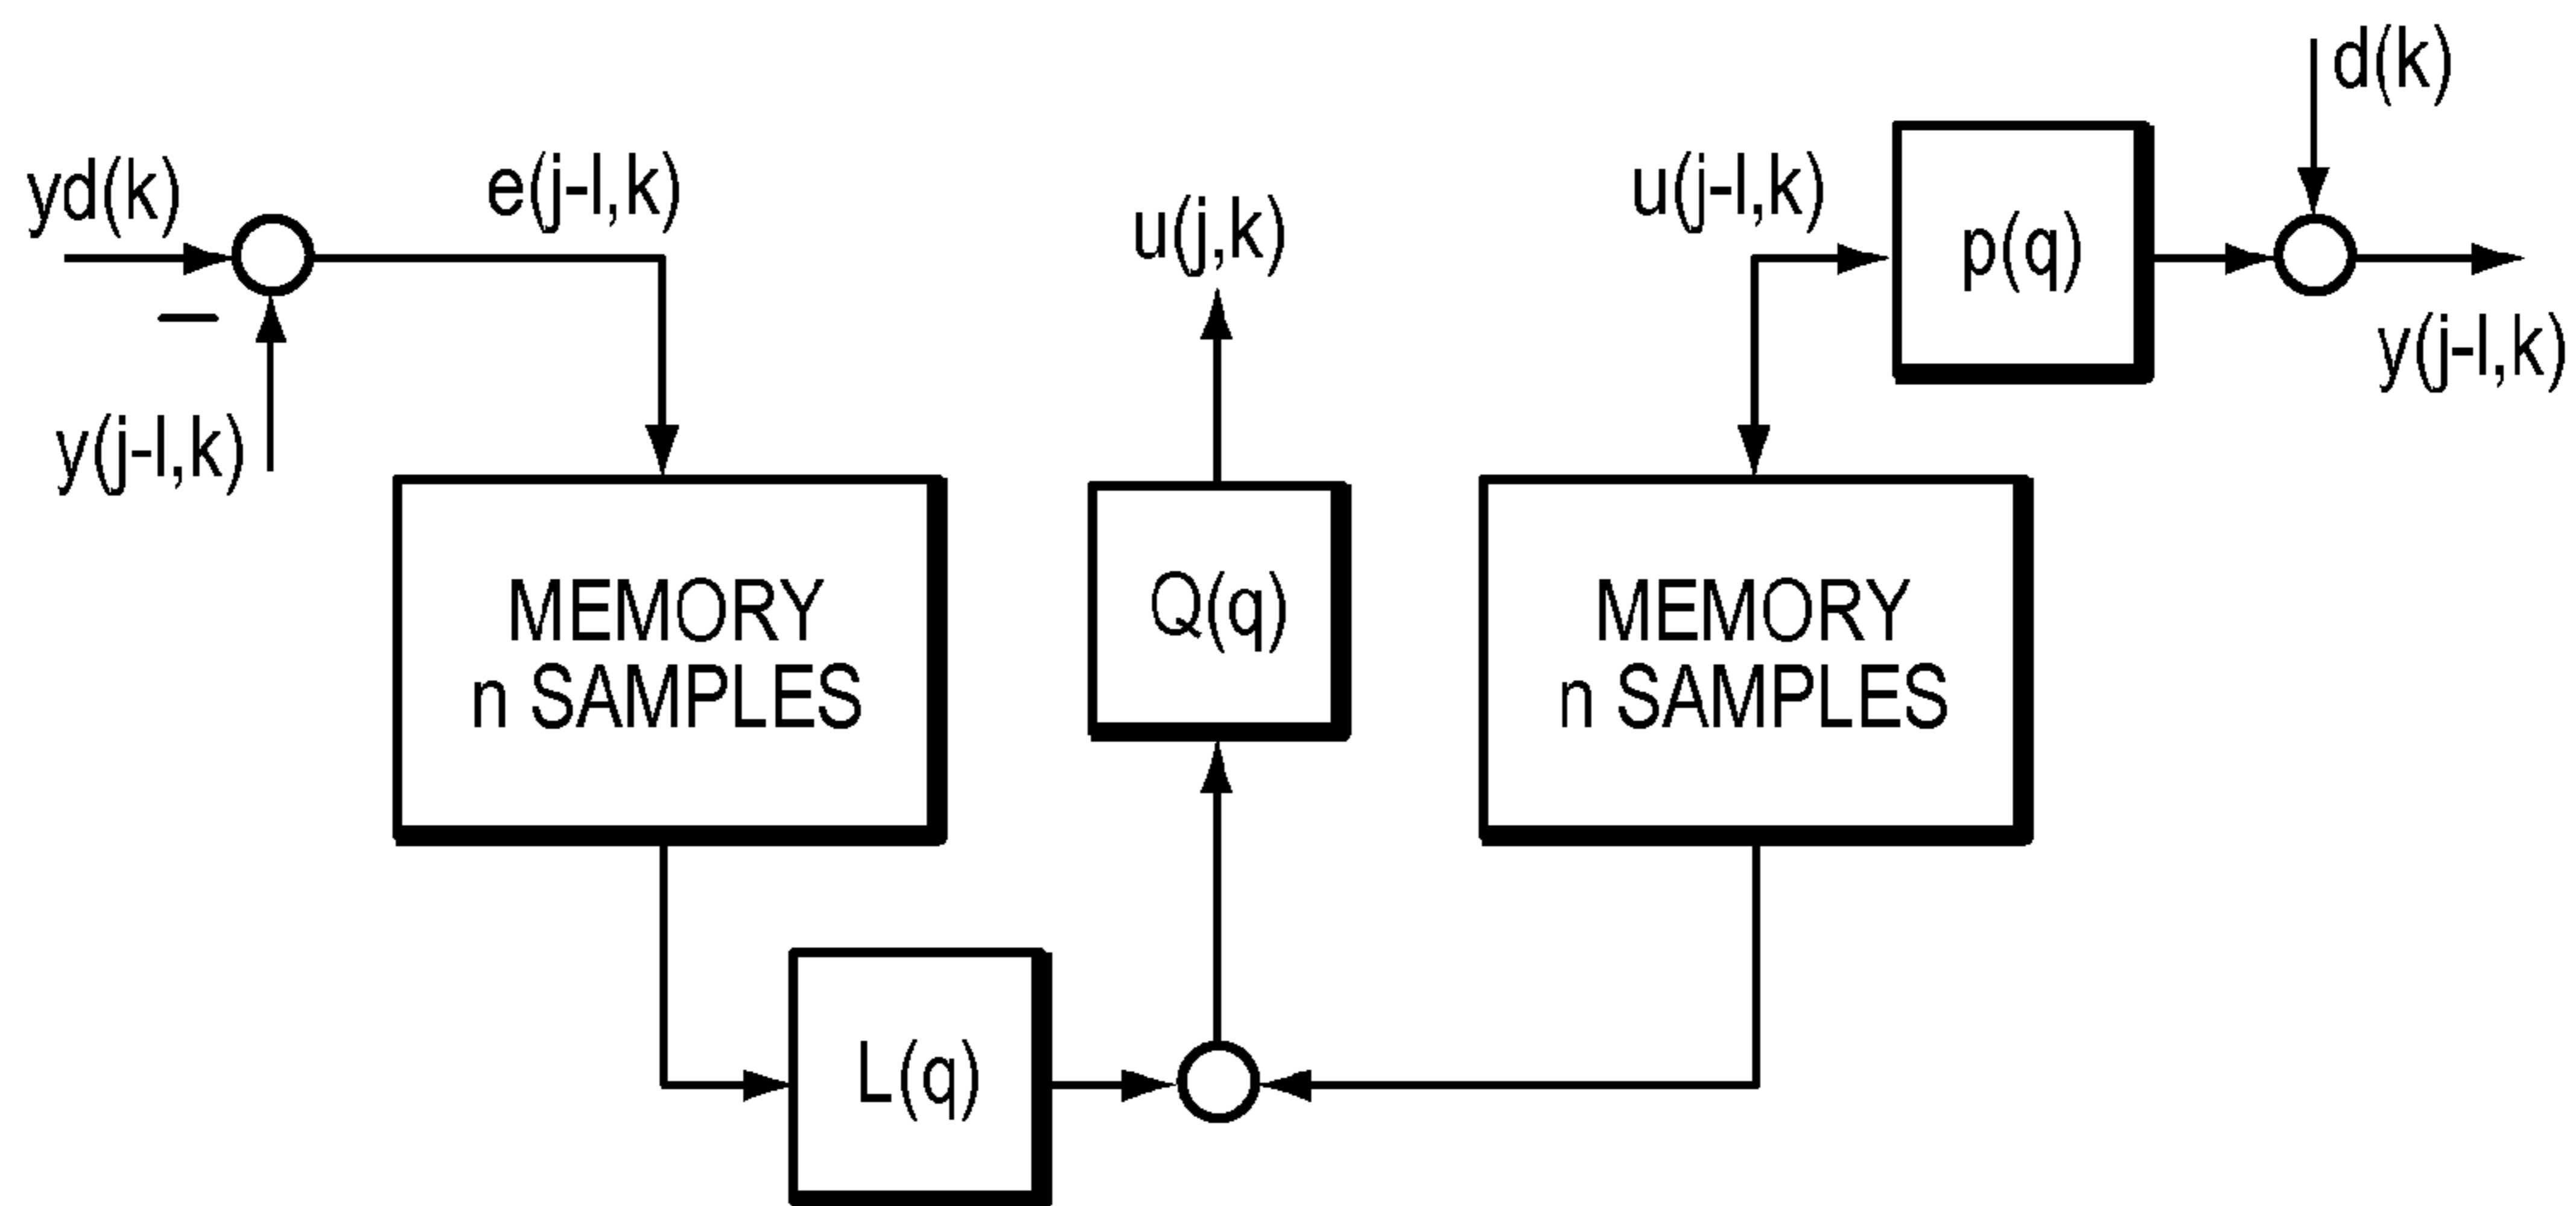 d(k)
yd(k)
e(j-l,k)
u(j,k)
u(j-l,k)
p(q)
–
y(j-l,k)
y(j-l,k)
MEMORY
n SAMPLES
Q(q)
MEMORY
n SAMPLES
L(q)